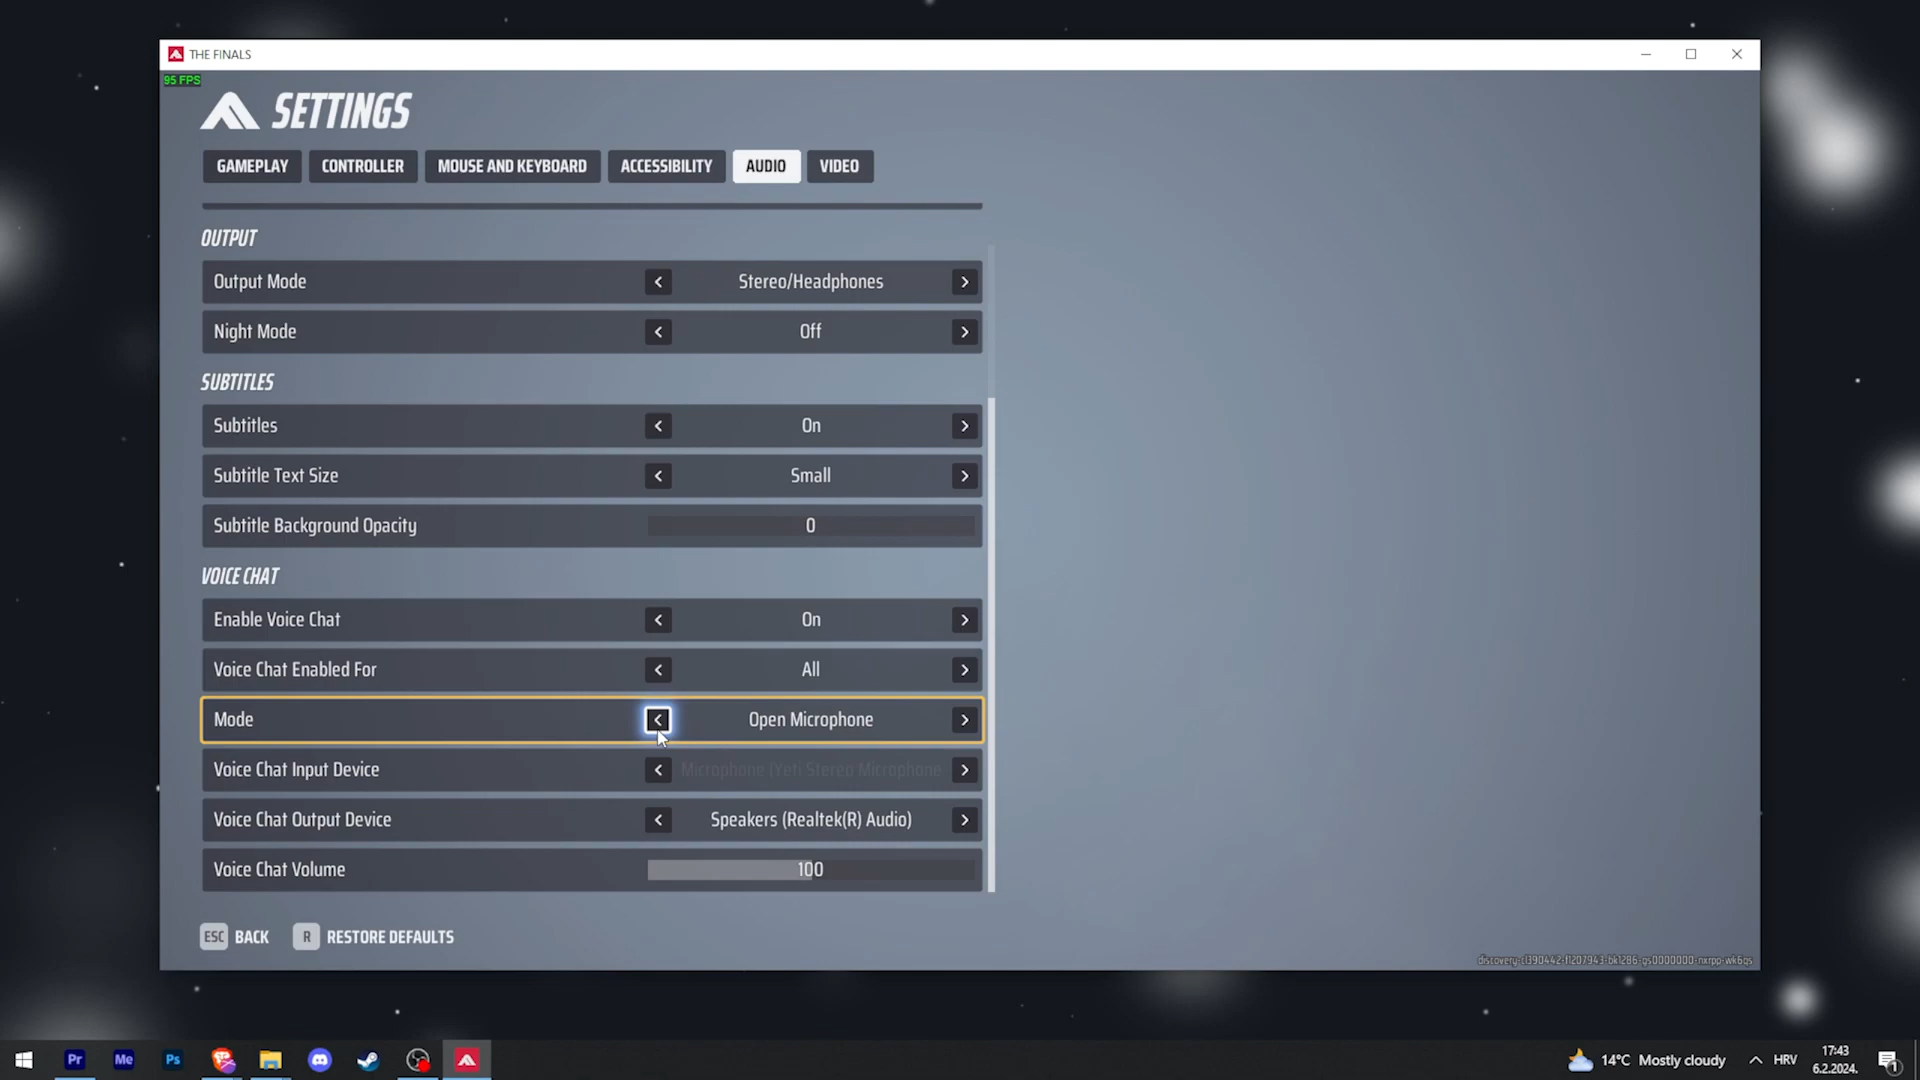 THE FINALS
95 FPS
SETTINGS
GAMEPLAY CONTROLLER MOUSE AND KEYBOARD ACCESSIBILITY AUDIO VIDEO
OUTPUT
Output Mode < Stereo/Headphones >
Night Mode < Off >
SUBTITLES
Subtitles < On >
Subtitle Text Size < Small >
Subtitle Background Opacity 0
VOICE CHAT
Enable Voice Chat < On >
Voice Chat Enabled For < All >
Mode < Open Microphone >
Voice Chat Input Device < Microphone (Yeti Stereo Microphone >
Voice Chat Output Device < Speakers (Realtek(R) Audio) >
Voice Chat Volume 100
ESC BACK R RESTORE DEFAULTS
Pr Me Ps 14°C Mostly cloudy HRV 17:43
6.2.2024. 1